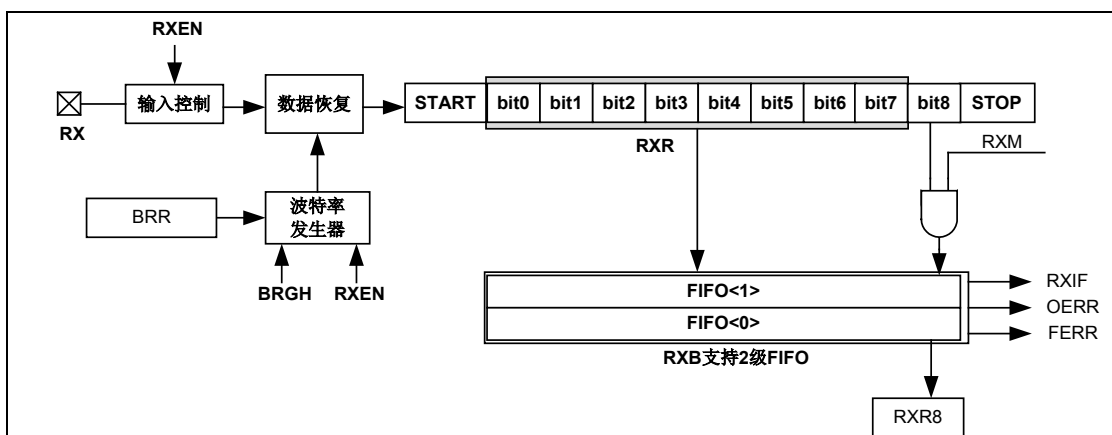 RXEN
输入控制
数据恢复
START bit0 bit1 bit2 bit3 bit4 bit5 bit6 bit7 bit8 STOP
RX
RXR
RXM
BRR
波特率
发生器
BRGH RXEN
FIFO<1>
FIFO<0>
RXIF
OERR
FERR
RXB支持2级FIFO
RXR8